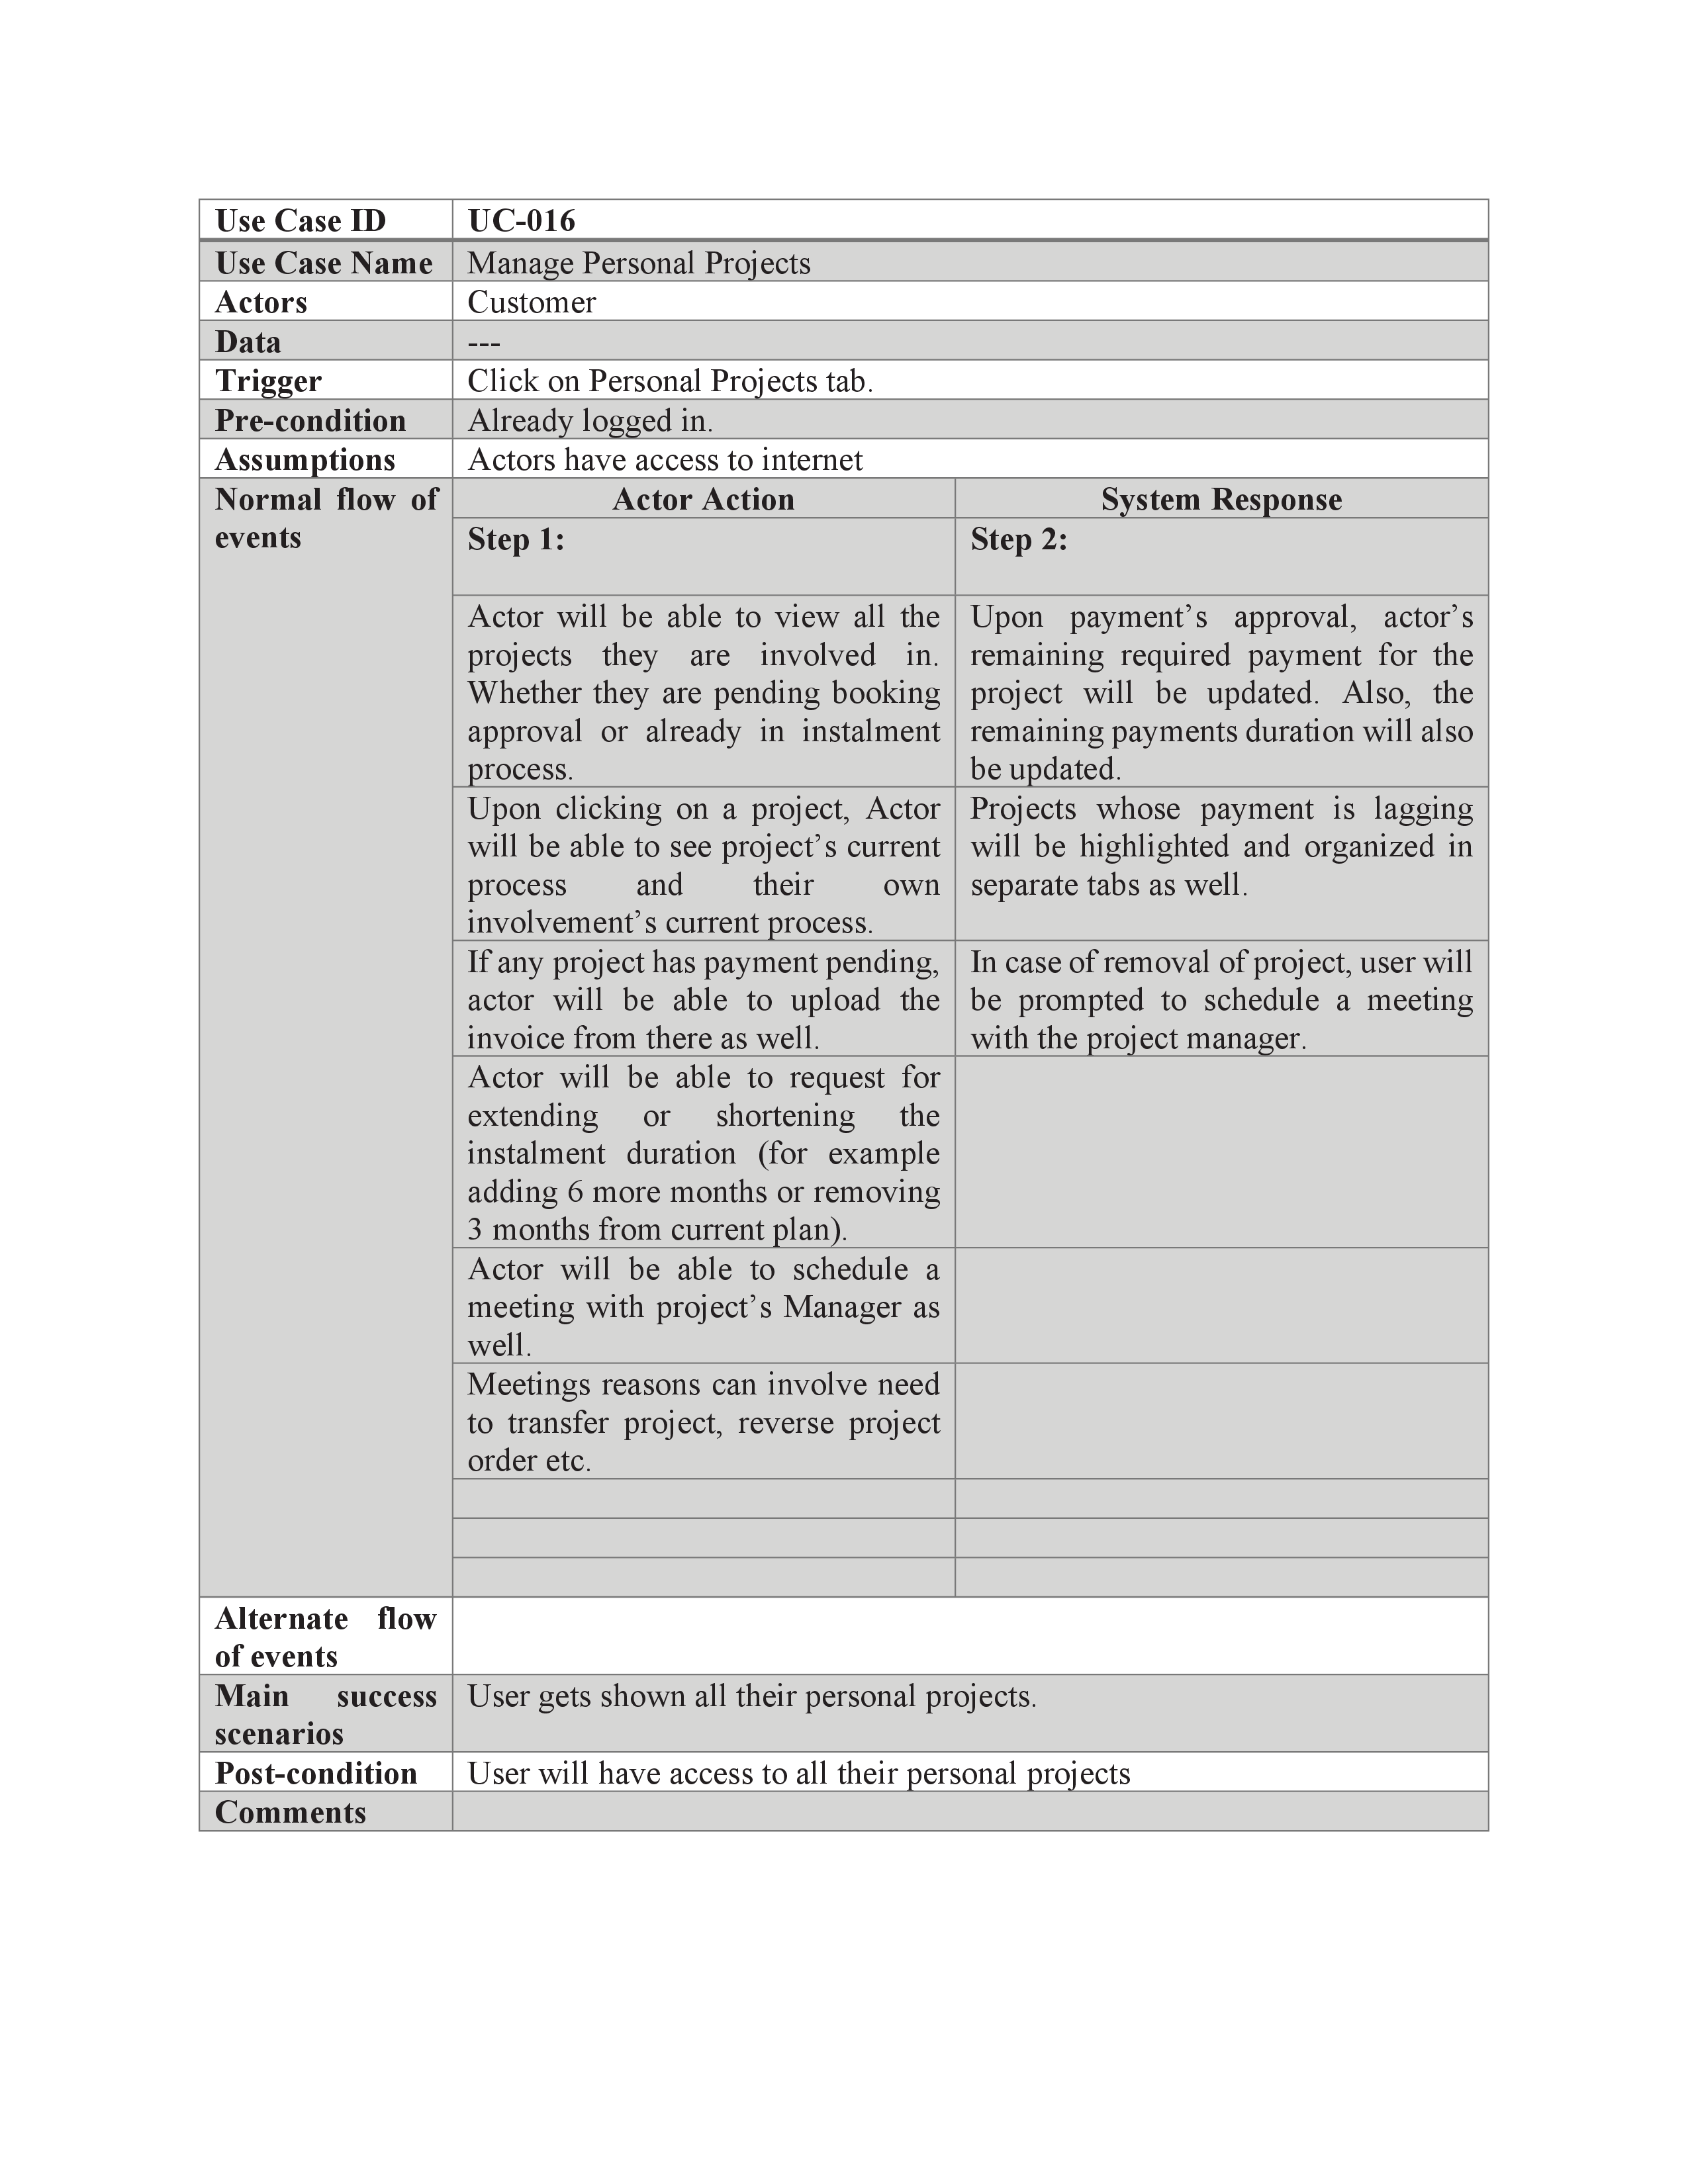 Use Case ID UC-016
Use Case Name Manage Personal Projects
Actors Customer
Data ---
Trigger Click on Personal Projects tab.
Pre-condition Already logged in.
Assumptions Actors have access to internet
Normal flow of
events
Actor Action System Response
Step 1: Step 2:
Actor will be able to view all the
projects they are involved in.
Whether they are pending booking
approval or already in instalment
process.
Upon payment’s approval, actor’s
remaining required payment for the
project will be updated. Also, the
remaining payments duration will also
be updated.
Upon clicking on a project, Actor
will be able to see project’s current
process and their own
involvement’s current process.
Projects whose payment is lagging
will be highlighted and organized in
separate tabs as well.
If any project has payment pending,
actor will be able to upload the
invoice from there as well.
In case of removal of project, user will
be prompted to schedule a meeting
with the project manager.
Actor will be able to request for
extending or shortening the
instalment duration (for example
adding 6 more months or removing
3 months from current plan).
Actor will be able to schedule a
meeting with project’s Manager as
well.
Meetings reasons can involve need
to transfer project, reverse project
order etc.
Alternate flow
of events
Main success
scenarios
User gets shown all their personal projects.
Post-condition User will have access to all their personal projects
Comments